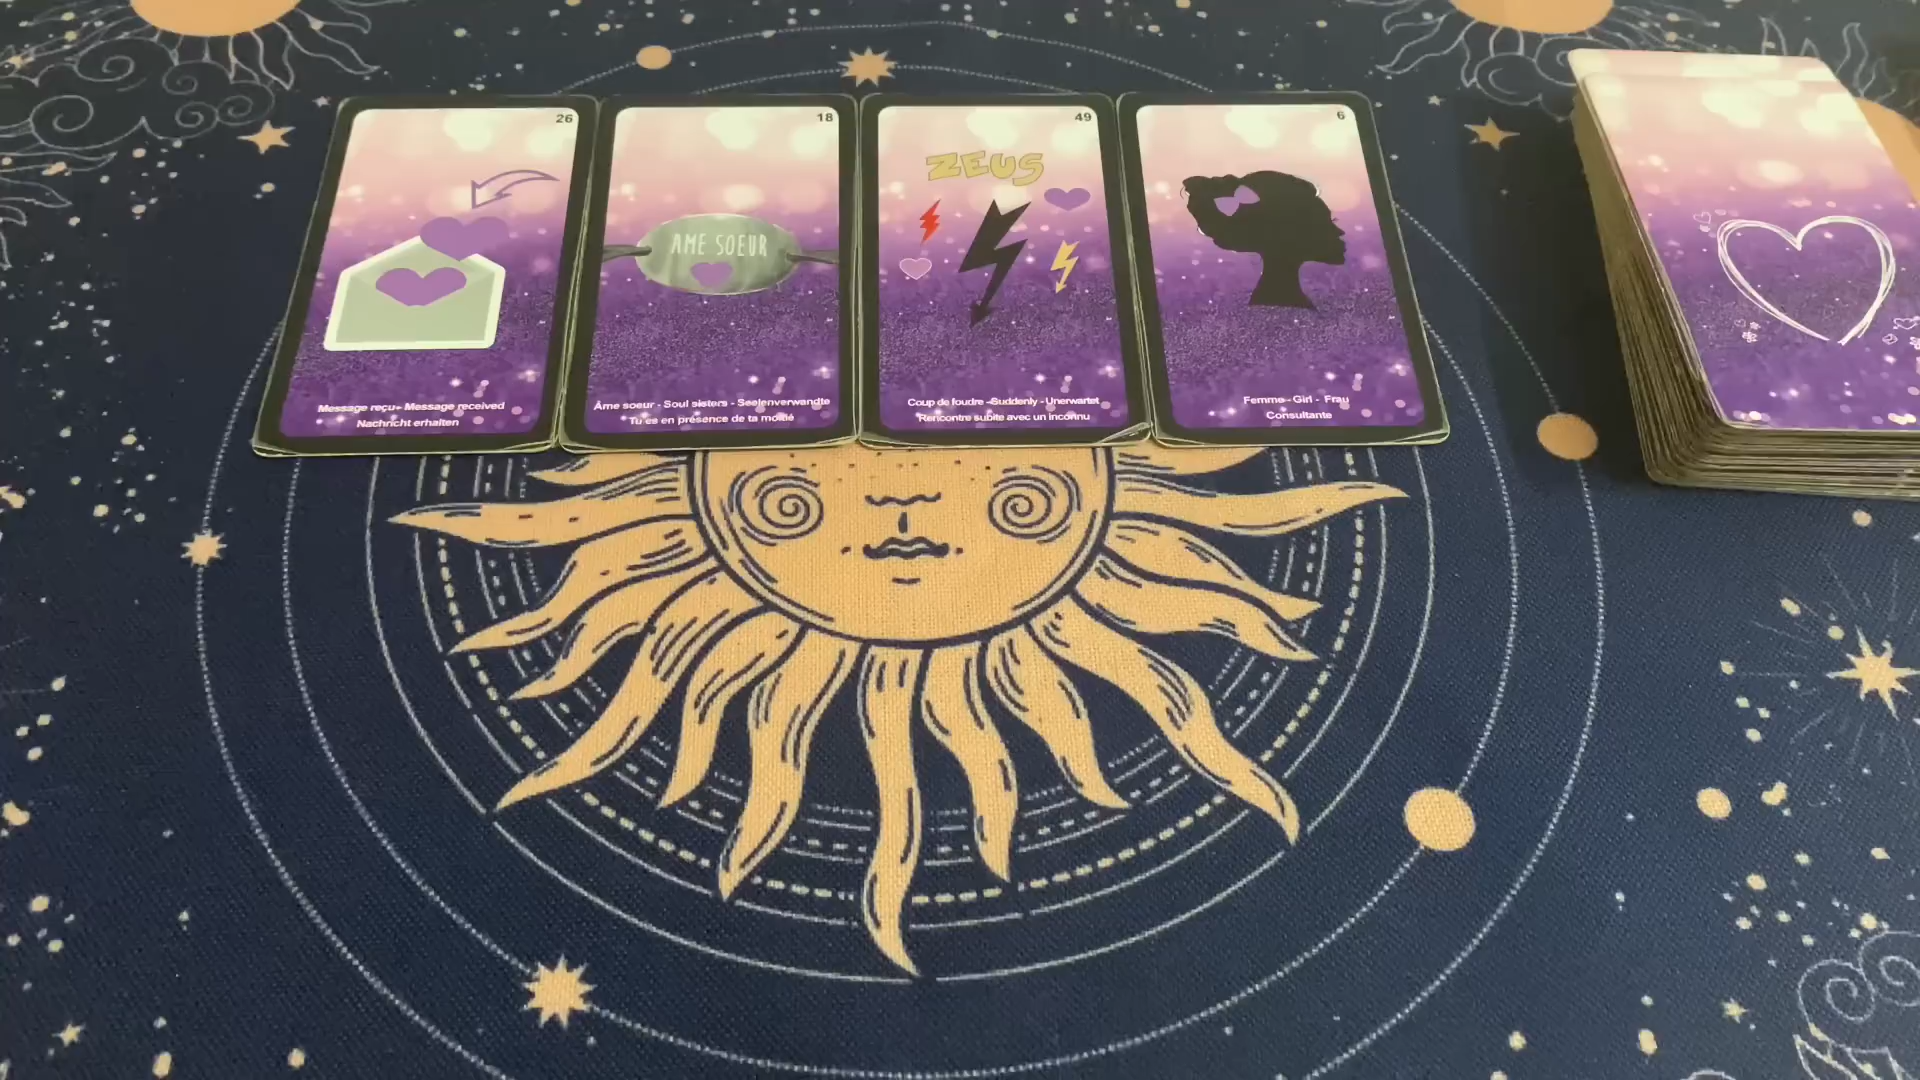 26
Message reçu - Message received
Nachricht erhalten
18
AME SOEUR
Âme soeur - Soul sisters - Seelenverwandte
Tu es en présence de ta moitié
49
ZEUS
Coup de foudre -Suddenly - Unerwartet
Rencontre subite avec un inconnu
6
Femme - Girl - Frau
Consultante